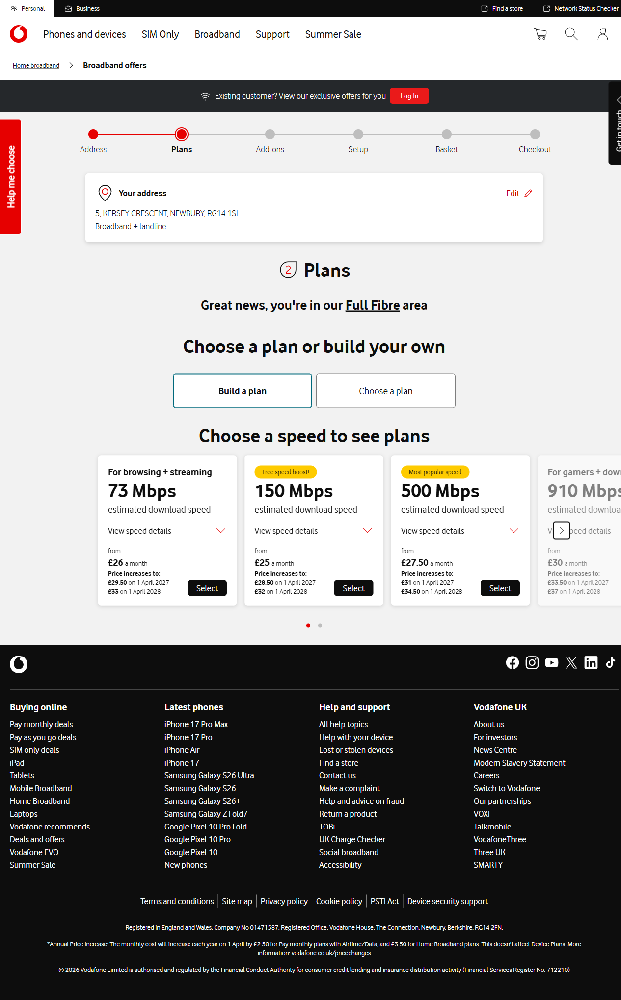 Personal
Business
Find a store
Network Status Checker
Phones and devices
SIM Only
Broadband
Support
Summer Sale
Home broadband
Broadband offers
Existing customer? View our exclusive offers for you
Log In
Get in touch
Help me choose
Address
Plans
Add-ons
Setup
Basket
Checkout
Your address
Edit
5, KERSEY CRESCENT, NEWBURY, RG14 1SL
Broadband + landline
2
Plans
Great news, you're in our Full Fibre area
Choose a plan or build your own
Build a plan
Choose a plan
Choose a speed to see plans
For browsing + streaming
73 Mbps
estimated download speed
View speed details
from
£26 a month
Price increases to:
£29.50 on 1 April 2027
£33 on 1 April 2028
Select
Free speed boost!
150 Mbps
estimated download speed
View speed details
from
£25 a month
Price increases to:
£28.50 on 1 April 2027
£32 on 1 April 2028
Select
Most popular speed
500 Mbps
estimated download speed
View speed details
from
£27.50 a month
Price increases to:
£31 on 1 April 2027
£34.50 on 1 April 2028
Select
For gamers +
910 Mbps
estimated
speed details
from
£30 a month
Price increases to:
£33.50 on 1 April 2027
£37 on 1 April 2028
Buying online
Pay monthly deals
Pay as you go deals
SIM only deals
iPad
Tablets
Mobile Broadband
Home Broadband
Laptops
Vodafone recommends
Deals and offers
Vodafone EVO
Summer Sale
Latest phones
iPhone 17 Pro Max
iPhone 17 Pro
iPhone Air
iPhone 17
Samsung Galaxy S26 Ultra
Samsung Galaxy S26
Samsung Galaxy S26+
Samsung Galaxy Z Fold7
Google Pixel 10 Pro Fold
Google Pixel 10 Pro
Google Pixel 10
New phones
Help and support
All help topics
Help with your device
Lost or stolen devices
Find a store
Contact us
Make a complaint
Help and advice on fraud
Return a product
TOBi
UK Charge Checker
Social broadband
Accessibility
Vodafone UK
About us
For investors
News Centre
Modern Slavery Statement
Careers
Switch to Vodafone
Our partnerships
VOXI
Talkmobile
VodafoneThree
Three UK
SMARTY
Terms and conditions
Site map
Privacy policy
Cookie policy
PSTI Act
Device security support
Registered in England and Wales. Company No 01471587. Registered Office: Vodafone House, The Connection, Newbury, Berkshire, RG14 2FN.
*Annual Price Increase: The monthly cost will increase each year on 1 April by £2.50 for Pay monthly plans with Airtime/Data, and £3.50 for Home Broadband plans. This doesn't affect Device Plans. More
information: vodafone.co.uk/pricechanges
© 2026 Vodafone Limited is authorised and regulated by the Financial Conduct Authority for consumer credit lending and insurance distribution activity (Financial Services Register No. 712210)